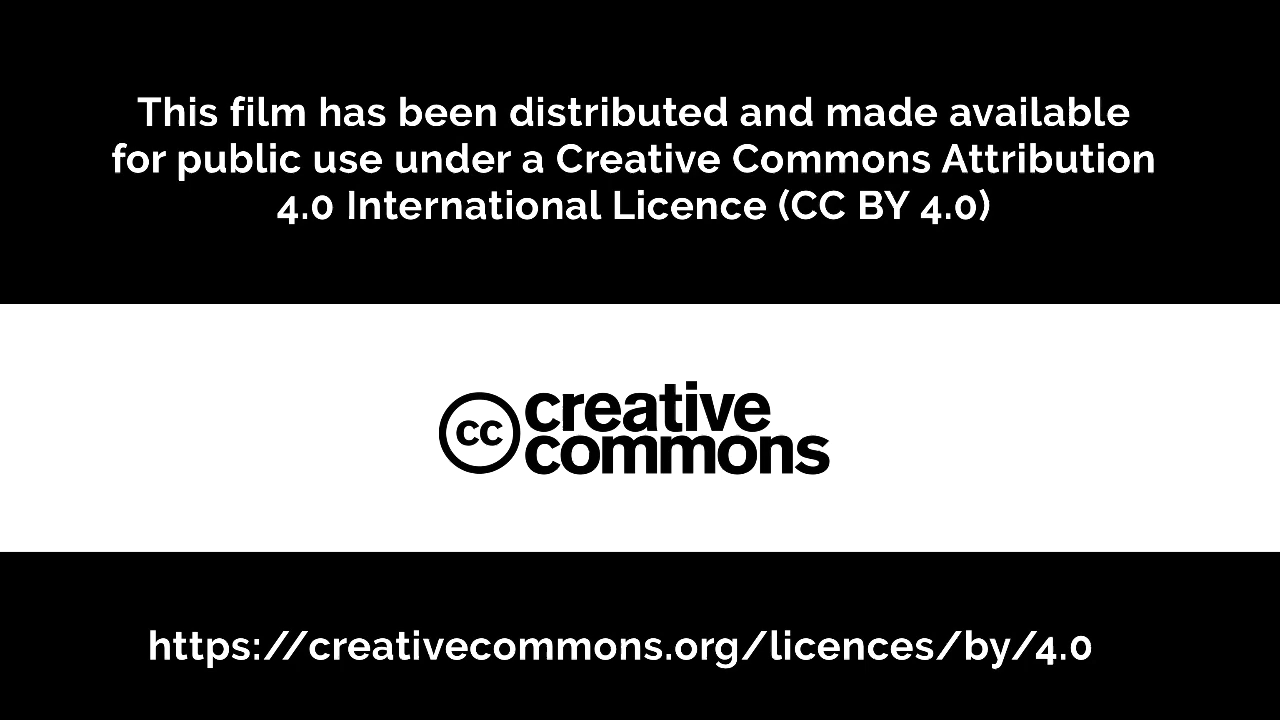 This film has been distributed and made available
for public use under a Creative Commons Attribution
4.0 International Licence (CC BY 4.0)
cc creative
commons
https://creativecommons.org/licences/by/4.0